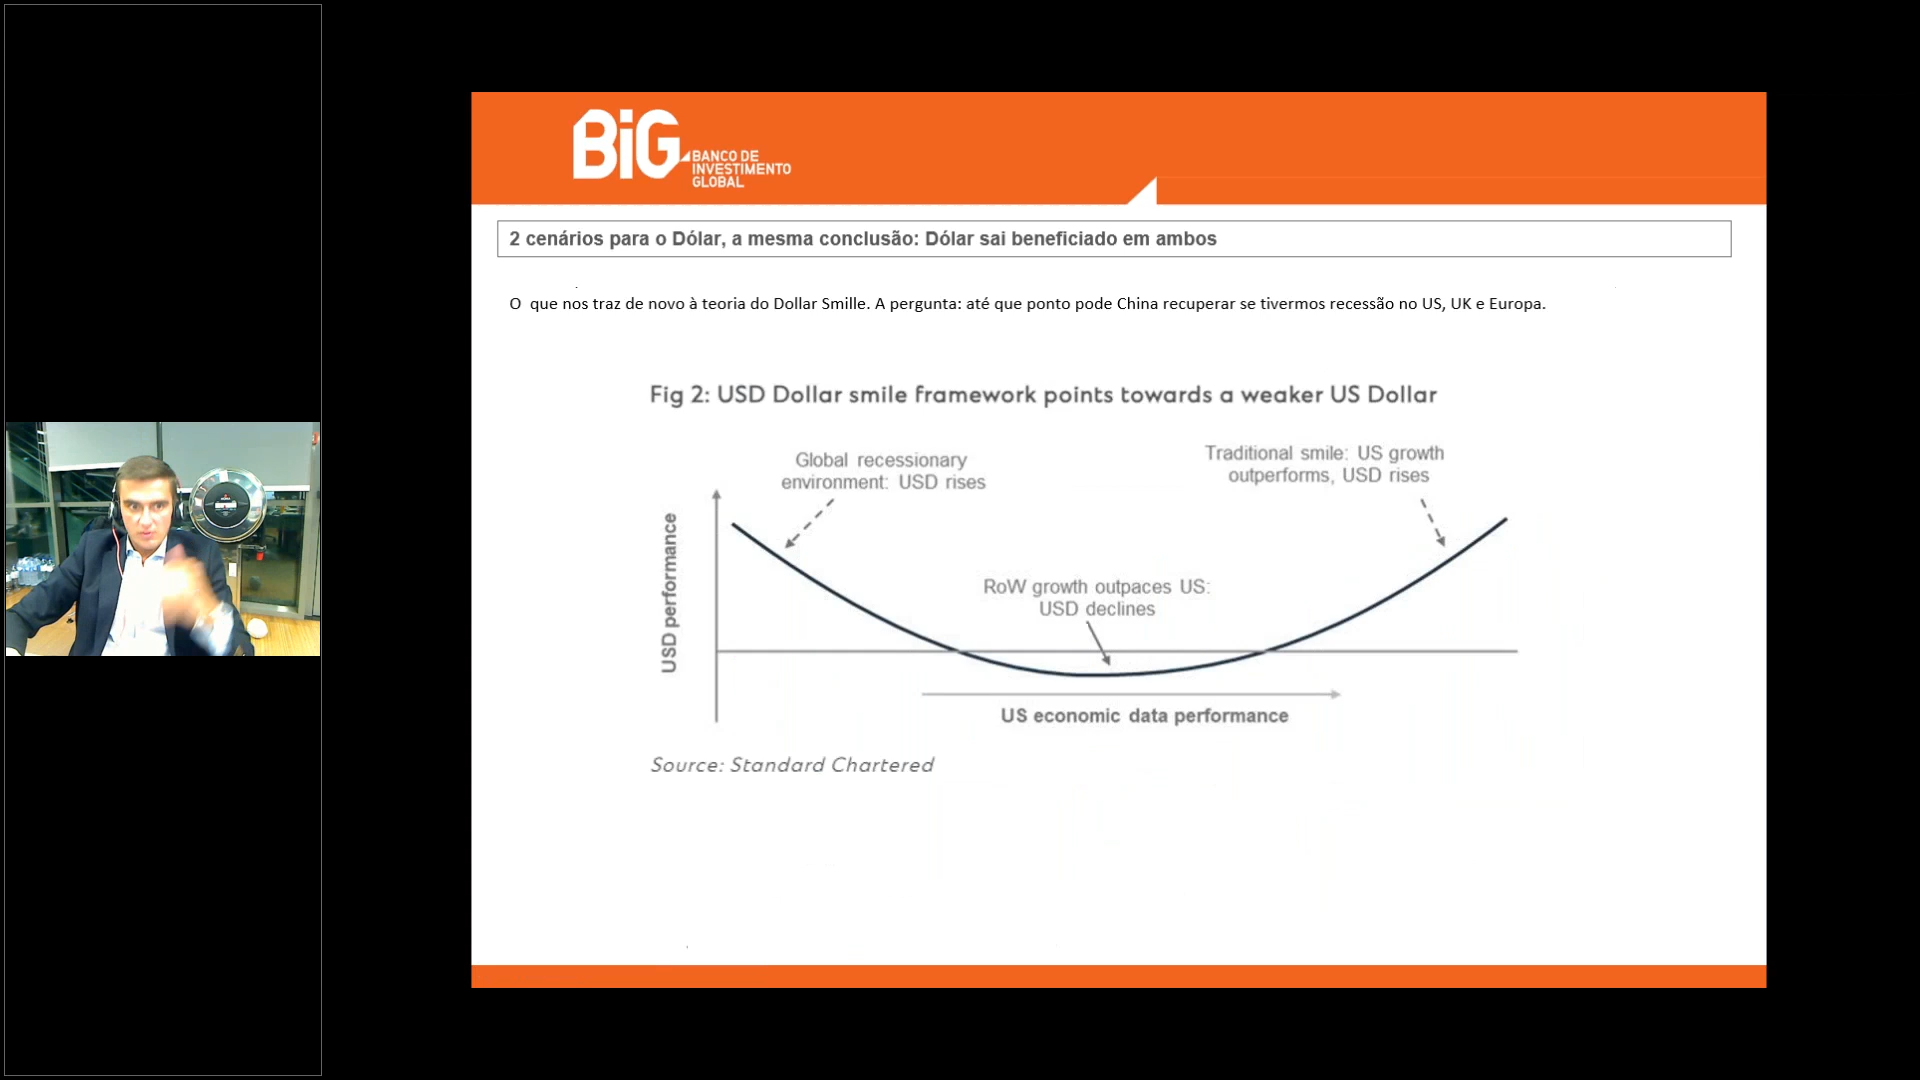 BiG
BANCO DE
INVESTIMENTO
GLOBAL
2 cenários para o Dólar, a mesma conclusão: Dólar sai beneficiado em ambos
O  que nos traz de novo à teoria do Dollar Smille. A pergunta: até que ponto pode China recuperar se tivermos recessão no US, UK e Europa.
Fig 2: USD Dollar smile framework points towards a weaker US Dollar
Global recessionary
environment: USD rises
Traditional smile: US growth
outperforms, USD rises
USD performance
RoW growth outpaces US:
USD declines
US economic data performance
Source: Standard Chartered